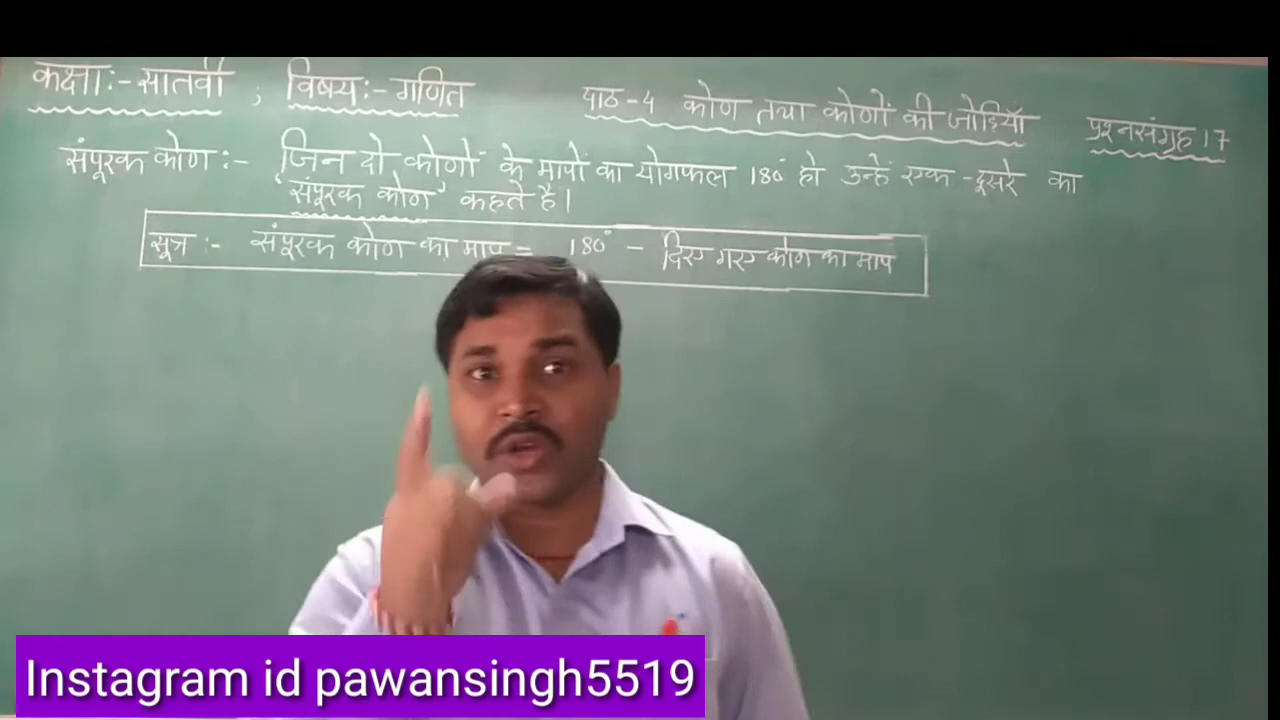 कक्षा:- सातवीं ; विषय:- गणित पाठ-4 कोण तथा कोणों की जोडियाँ प्रश्नसंग्रह 17
संपूरक कोण:- जिन दो कोणों के मापों का योगफल 180° हो उन्हें एक-दूसरे का
'संपूरक कोण' कहते है।
सूत्र :- संपूरक कोण का माप = 180° - दिए गए कोण का माप
Instagram id pawansingh5519